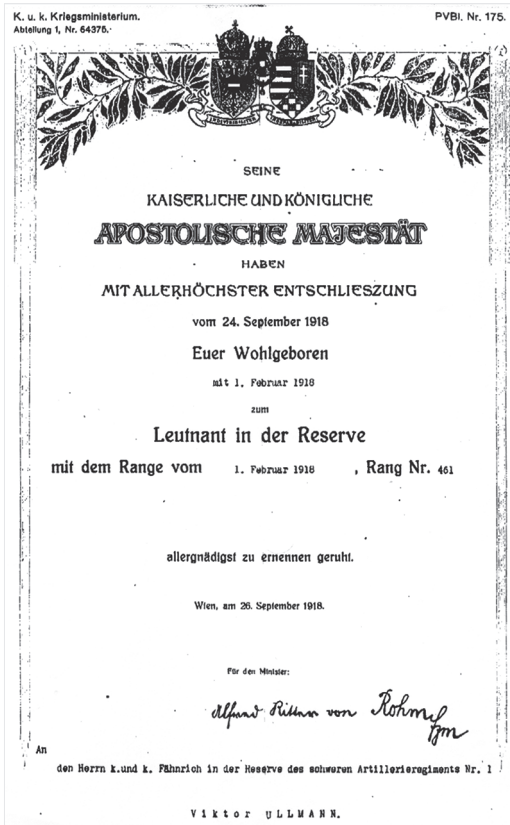 K. u. k. Kriegsministerium.
Abteilung 1, Nr. 64375.
PVBl. Nr. 175.
SEINE
KAISERLICHE UND KÖNIGLICHE
APOSTOLISCHE MAJESTÄT
HABEN
MIT ALLERHÖCHSTER ENTSCHLIESZUNG
vom 24. September 1918
Euer Wohlgeboren
mit 1. Februar 1918
zum
Leutnant in der Reserve
mit dem Range vom 1. Februar 1918 , Rang Nr. 461
allergnädigst zu ernennen geruht.
Wien, am 26. September 1918.
Für den Minister:
Alfred Ritter von Rohm
An
den Herrn k.und k. Fähnrich in der Reserve des schweren Artillerieregiments Nr. 1
Viktor ULLMANN.